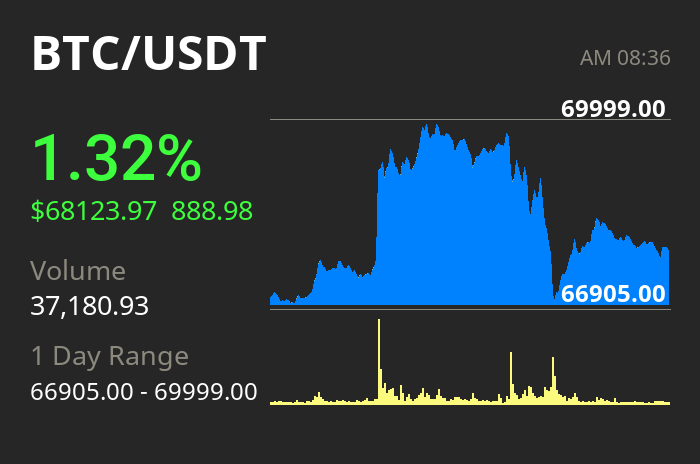 BTC/USDT
AM 08:36
69999.00
1.32%
$68123.97 888.98
Volume
37,180.93
66905.00
1 Day Range
66905.00 - 69999.00